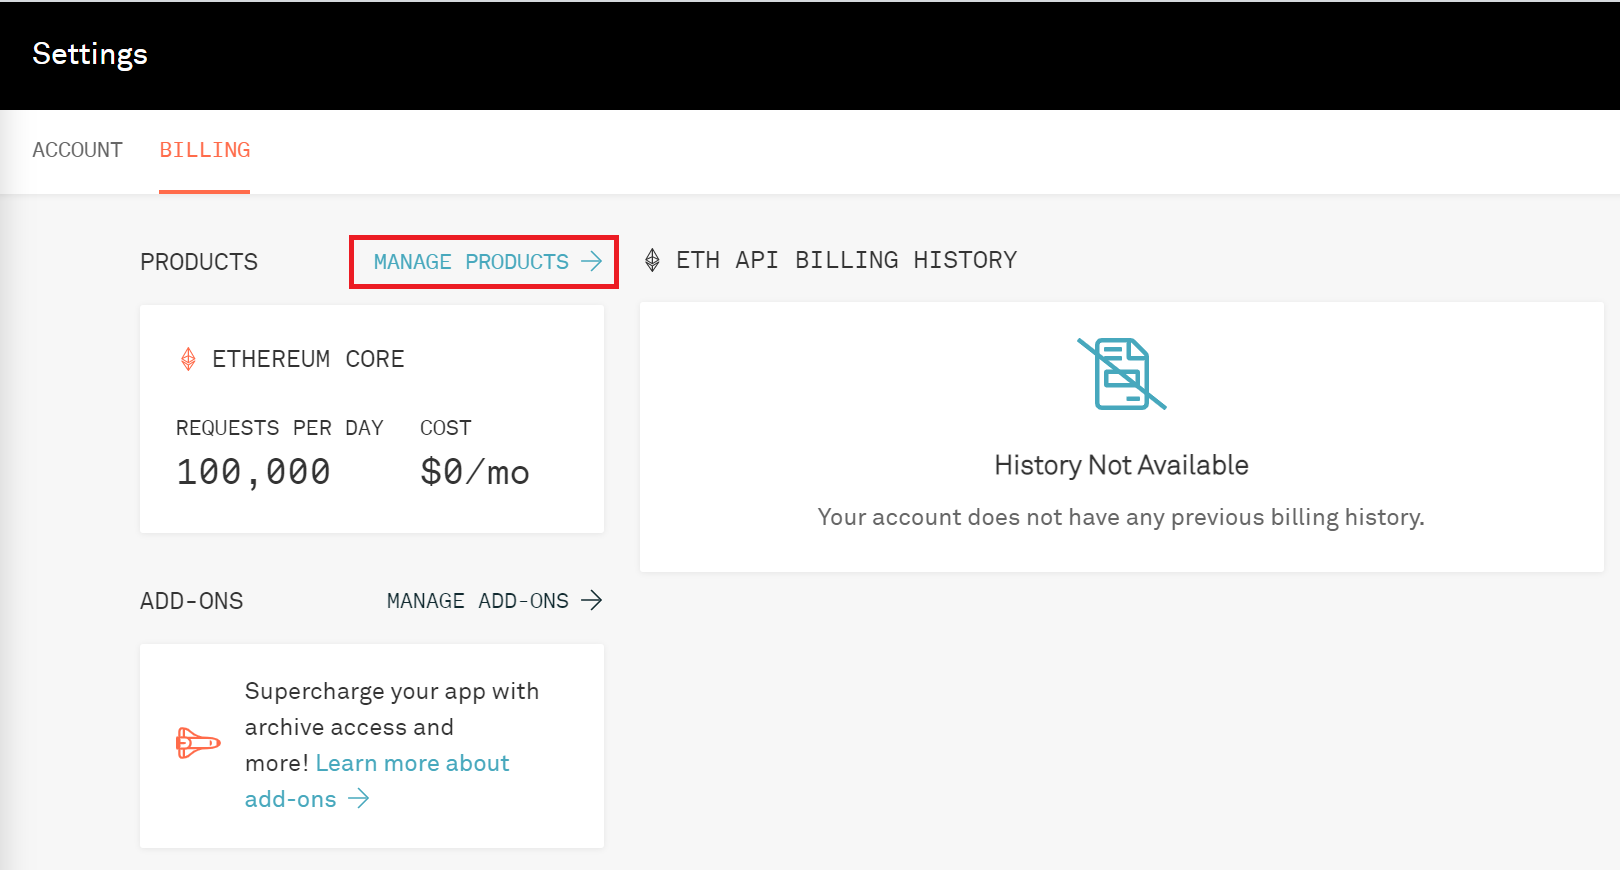 Settings
ACCOUNT
BILLING
PRODUCTS
MANAGE PRODUCTS →
ETHEREUM CORE
REQUESTS PER DAY
COST
100,000
$0/mo
ADD-ONS
MANAGE ADD-ONS →
Supercharge your app with
archive access and
more! Learn more about
add-ons →
ETH API BILLING HISTORY
History Not Available
Your account does not have any previous billing history.